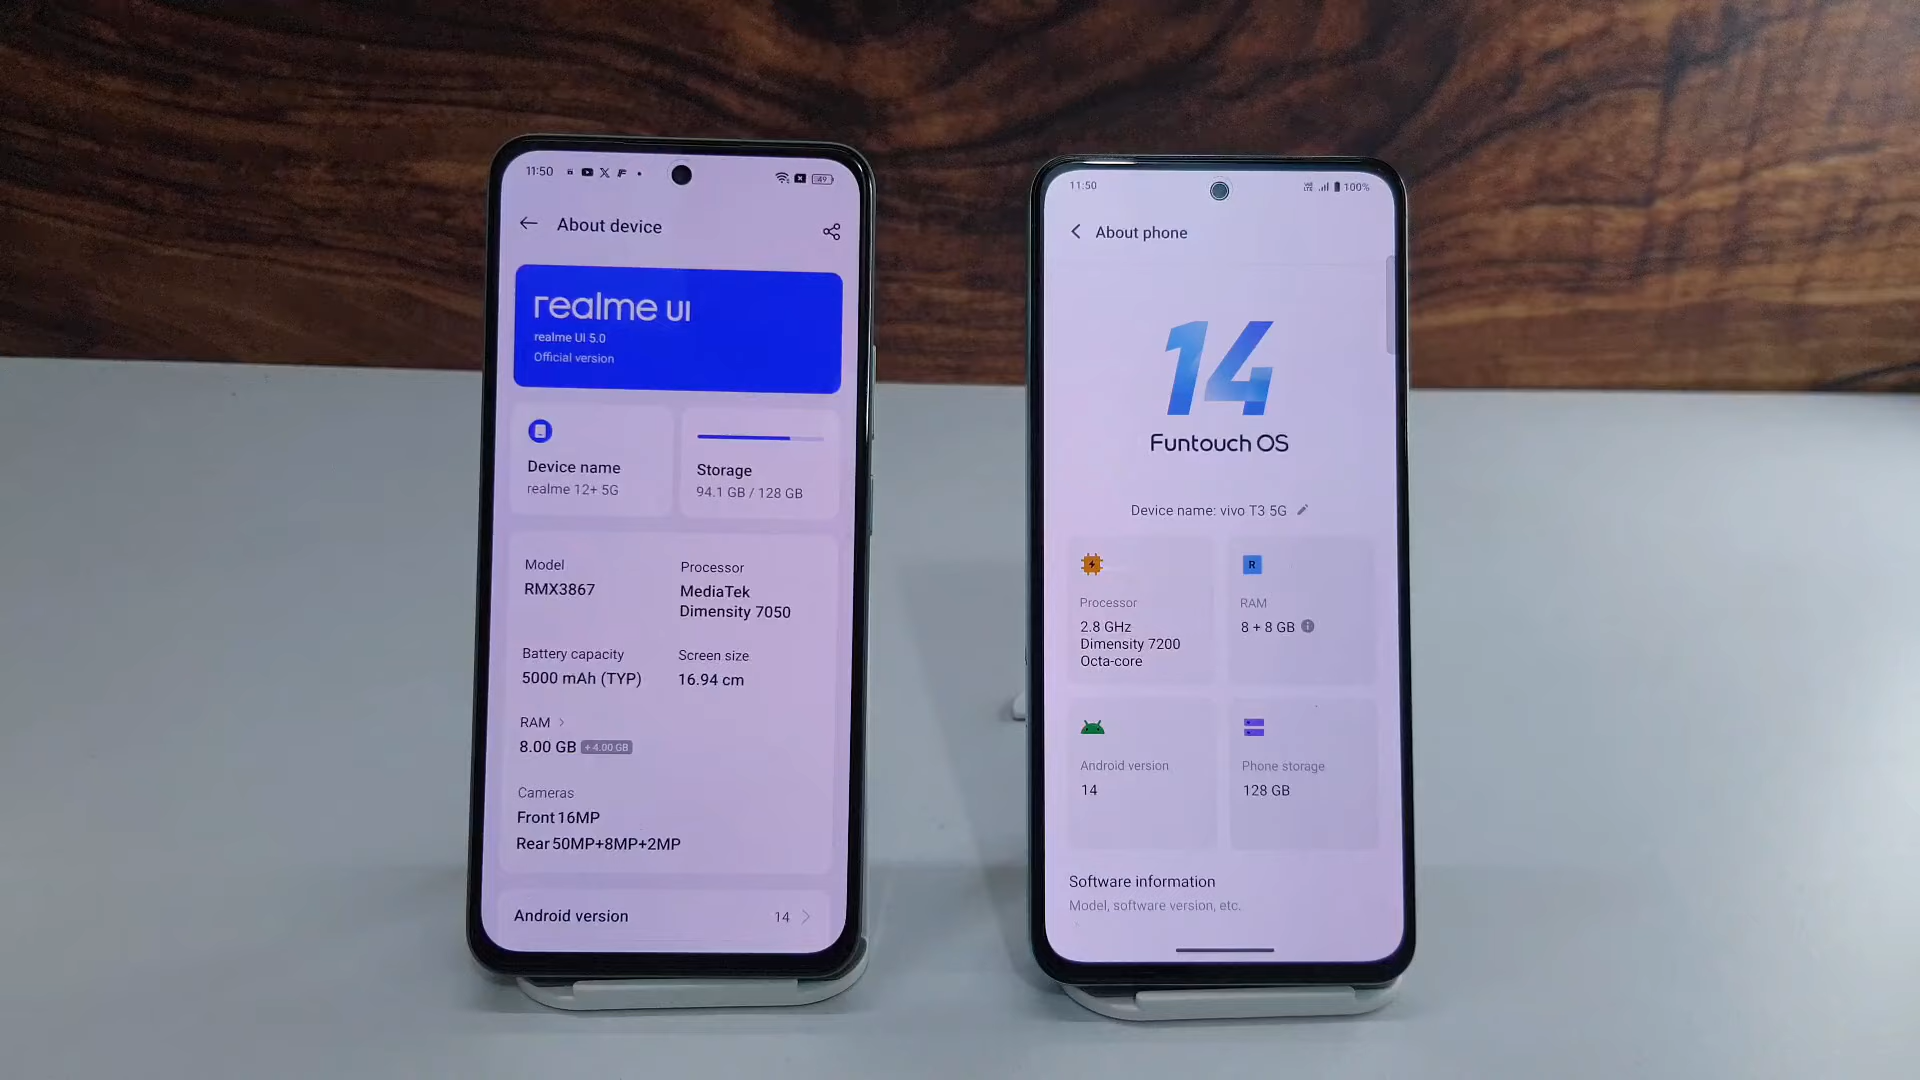 11:50
49
About device
realme UI
realme UI 5.0
Official version
Device name
realme 12+ 5G
Storage
94.1 GB / 128 GB
Model
RMX3867
Processor
MediaTek
Dimensity 7050
Battery capacity
5000 mAh (TYP)
Screen size
16.94 cm
RAM
8.00 GB + 4.00 GB
Cameras
Front 16MP
Rear 50MP+8MP+2MP
Android version 14
11:50
100%
About phone
14
Funtouch OS
Device name: vivo T3 5G
Processor
2.8 GHz
Dimensity 7200
Octa-core
R
RAM
8 + 8 GB
Android version
14
Phone storage
128 GB
Software information
Model, software version, etc.